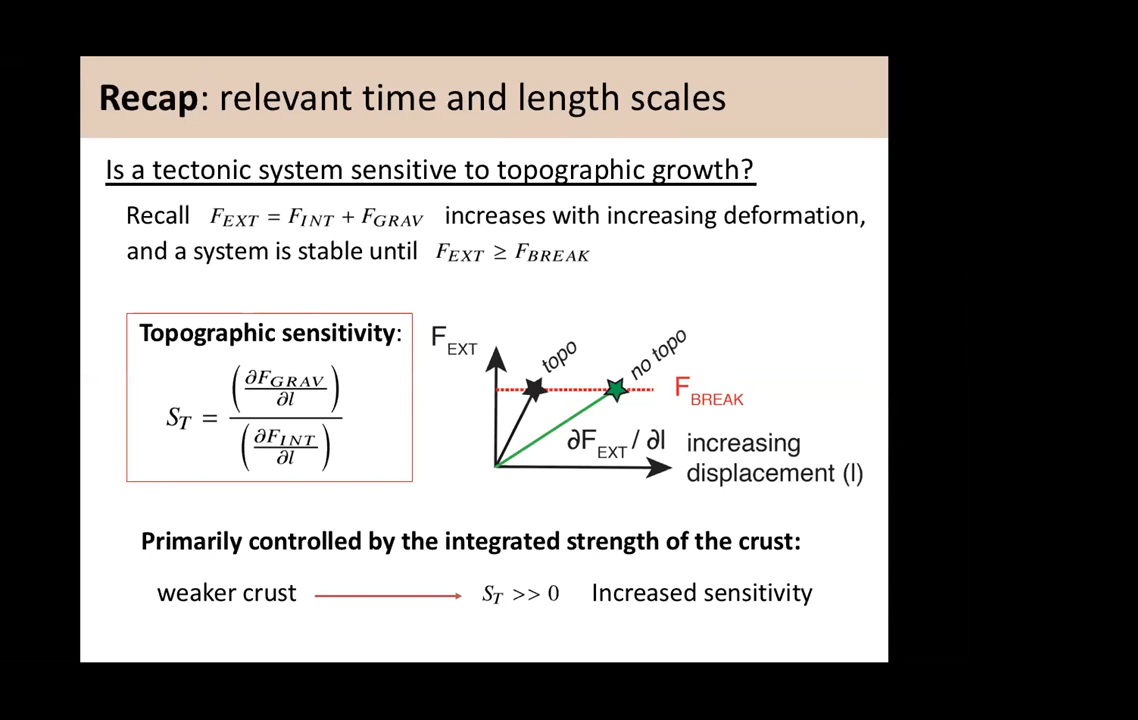 Recap: relevant time and length scales
Is a tectonic system sensitive to topographic growth?
Recall F_EXT = F_INT + F_GRAV increases with increasing deformation,
and a system is stable until F_EXT ≥ F_BREAK
Topographic sensitivity:
S_T = (∂F_GRAV/∂l) / (∂F_INT/∂l)
F_EXT
topo
no topo
F_BREAK
∂F_EXT / ∂l
increasing
displacement (l)
Primarily controlled by the integrated strength of the crust:
weaker crust S_T >> 0 Increased sensitivity